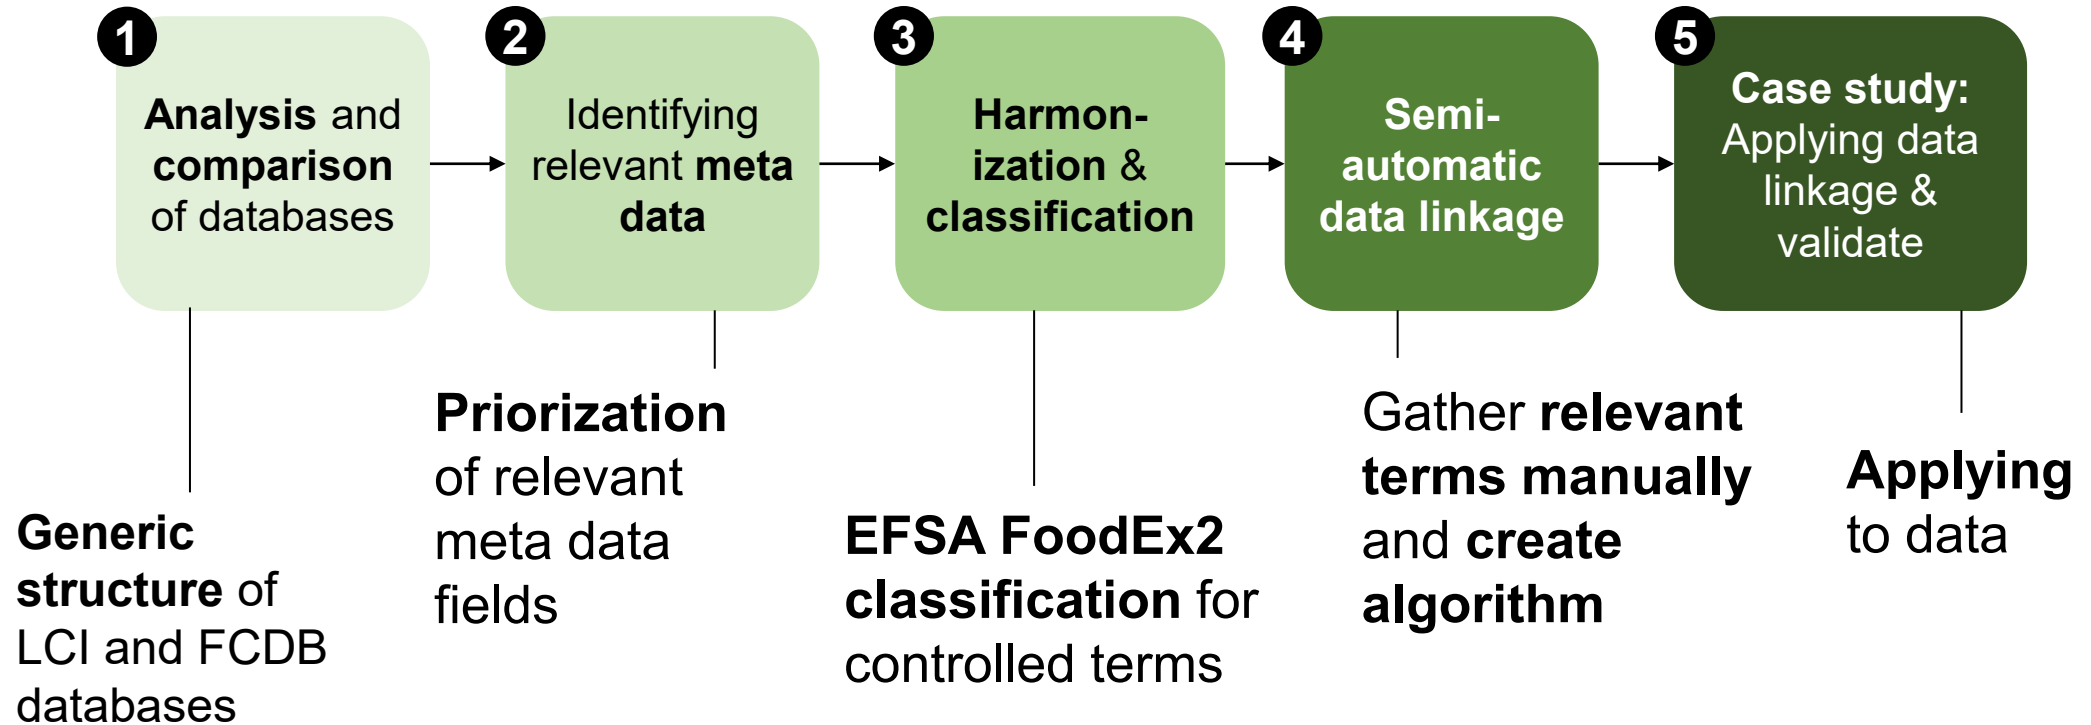 1
Analysis and
comparison
of databases
2
Identifying
relevant meta
data
3
Harmon-
ization &
classification
4
Semi-
automatic
data linkage
5
Case study:
Applying data
linkage &
validate
Generic
structure of
LCI and FCDB
databases
Priorization
of relevant
meta data
fields
EFSA FoodEx2
classification for
controlled terms
Gather relevant
terms manually
and create
algorithm
Applying
to data